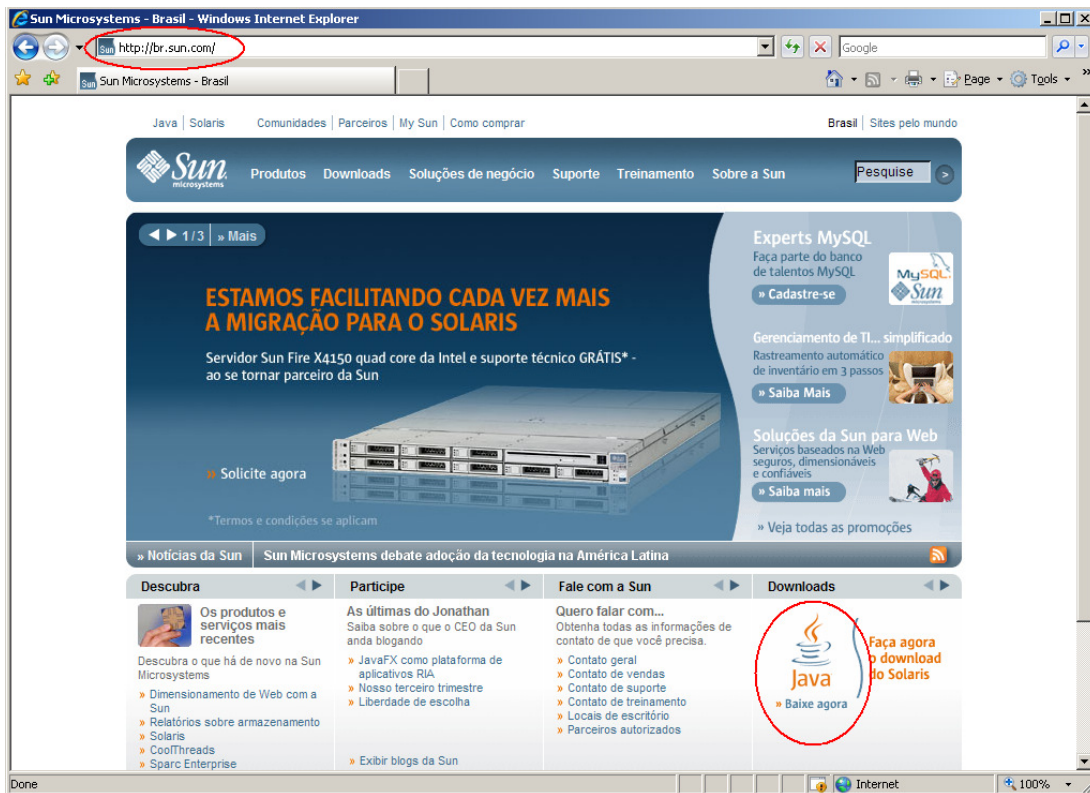 Sun Microsystems - Brasil - Windows Internet Explorer
Sun http://br.sun.com/
Google
Sun Sun Microsystems - Brasil
Page
Tools
Java | Solaris Comunidades | Parceiros | My Sun | Como comprar
Brasil | Sites pelo mundo
Sun microsystems
Produtos Downloads Soluções de negócio Suporte Treinamento Sobre a Sun
Pesquise
1/3 » Mais
ESTAMOS FACILITANDO CADA VEZ MAIS
A MIGRAÇÃO PARA O SOLARIS
Servidor Sun Fire X4150 quad core da Intel e suporte técnico GRÁTIS* -
ao se tornar parceiro da Sun
» Solicite agora
*Termos e condições se aplicam
Experts MySQL
Faça parte do banco
de talentos MySQL
» Cadastre-se
MySQL
Sun
microsystems
Gerenciamento de TI... simplificado
Rastreamento automático
de inventário em 3 passos
» Saiba Mais
Soluções da Sun para Web
Serviços baseados na Web
seguros, dimensionáveis
e confiáveis
» Saiba mais
» Veja todas as promoções
» Notícias da Sun Sun Microsystems debate adoção da tecnologia na América Latina
Descubra
Os produtos e
serviços mais
recentes
Descubra o que há de novo na Sun
Microsystems
» Dimensionamento de Web com a
Sun
» Relatórios sobre armazenamento
» Solaris
» CoolThreads
» Sparc Enterprise
Participe
As últimas do Jonathan
Saiba sobre o que o CEO da Sun
anda blogando
» JavaFX como plataforma de
aplicativos RIA
» Nosso terceiro trimestre
» Liberdade de escolha
» Exibir blogs da Sun
Fale com a Sun
Quero falar com...
Obtenha todas as informações de
contato de que você precisa.
» Contato geral
» Contato de vendas
» Contato de suporte
» Contato de treinamento
» Locais de escritório
» Parceiros autorizados
Downloads
Java
» Baixe agora
Faça agora
o download
do Solaris
Done
Internet
100%